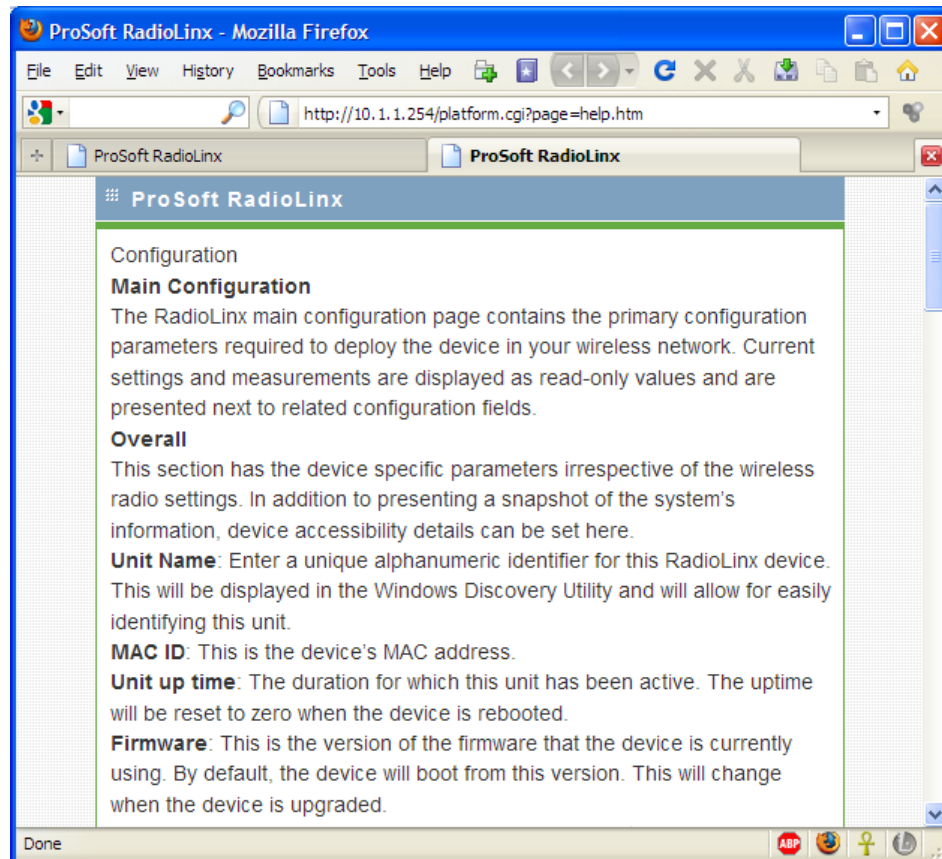 ProSoft RadioLinx - Mozilla Firefox
File Edit View History Bookmarks Tools Help
http://10.1.1.254/platform.cgi?page=help.htm
ProSoft RadioLinx
ProSoft RadioLinx
ProSoft RadioLinx
Configuration
Main Configuration
The RadioLinx main configuration page contains the primary configuration
parameters required to deploy the device in your wireless network. Current
settings and measurements are displayed as read-only values and are
presented next to related configuration fields.
Overall
This section has the device specific parameters irrespective of the wireless
radio settings. In addition to presenting a snapshot of the system's
information, device accessibility details can be set here.
Unit Name: Enter a unique alphanumeric identifier for this RadioLinx device.
This will be displayed in the Windows Discovery Utility and will allow for easily
identifying this unit.
MAC ID: This is the device's MAC address.
Unit up time: The duration for which this unit has been active. The uptime
will be reset to zero when the device is rebooted.
Firmware: This is the version of the firmware that the device is currently
using. By default, the device will boot from this version. This will change
when the device is upgraded.
Done
ABP